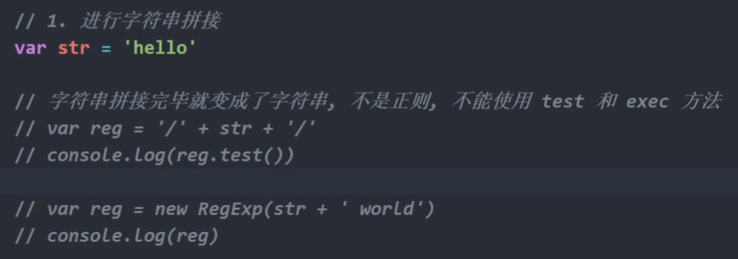 // 1. 进行字符串拼接
var str = 'hello'
// 字符串拼接完毕就变成了字符串, 不是正则, 不能使用 test 和 exec 方法
// var reg = '/' + str + '/'
// console.log(reg.test())
// var reg = new RegExp(str + ' world')
// console.log(reg)